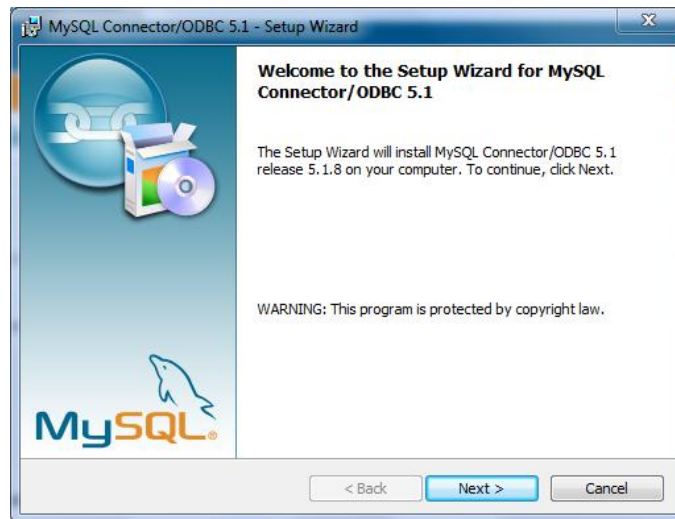 MySQL Connector/ODBC 5.1 - Setup Wizard
X
Welcome to the Setup Wizard for MySQL
Connector/ODBC 5.1
The Setup Wizard will install MySQL Connector/ODBC 5.1
release 5.1.8 on your computer. To continue, click Next.
WARNING: This program is protected by copyright law.
MySQL®
< Back
Next >
Cancel